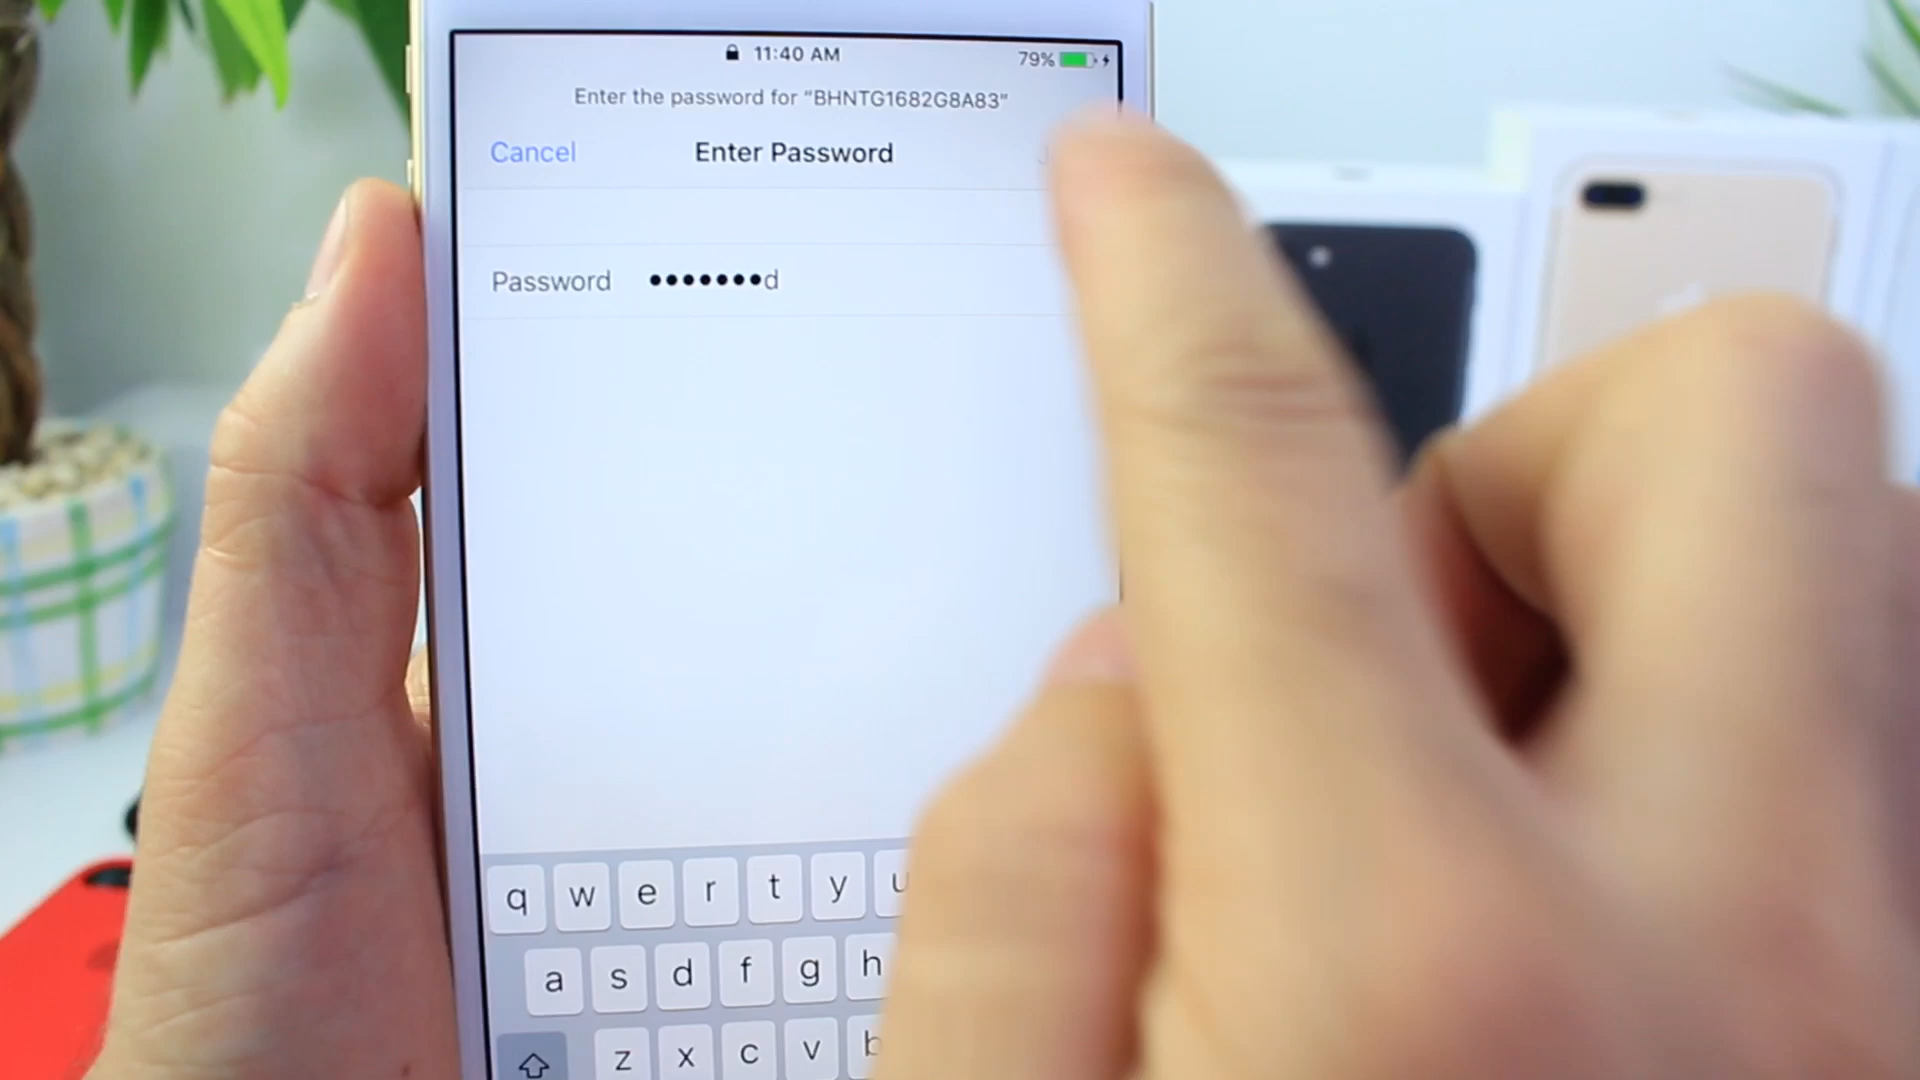 11:40 AM
79%
Enter the password for “BHNTG1682G8A83”
Cancel
Enter Password
Password •••••••d
q w e r t y u
a s d f g h
z x c v b